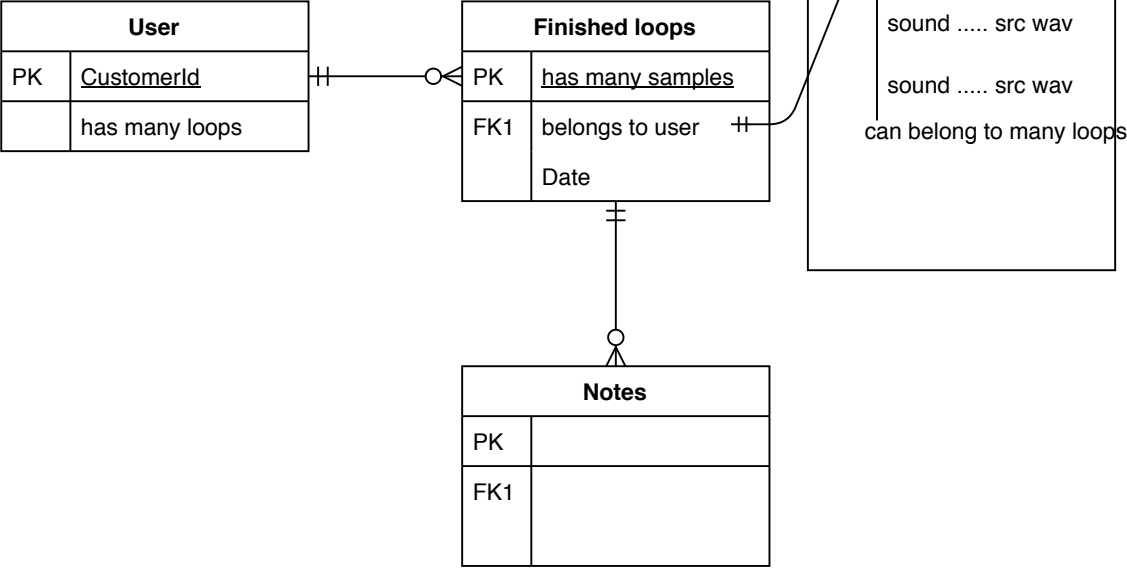 User
PK CustomerId
has many loops
Finished loops
PK has many samples
FK1 belongs to user
Date
sound ..... src wav
sound ..... src wav
can belong to many loops
Notes
PK
FK1